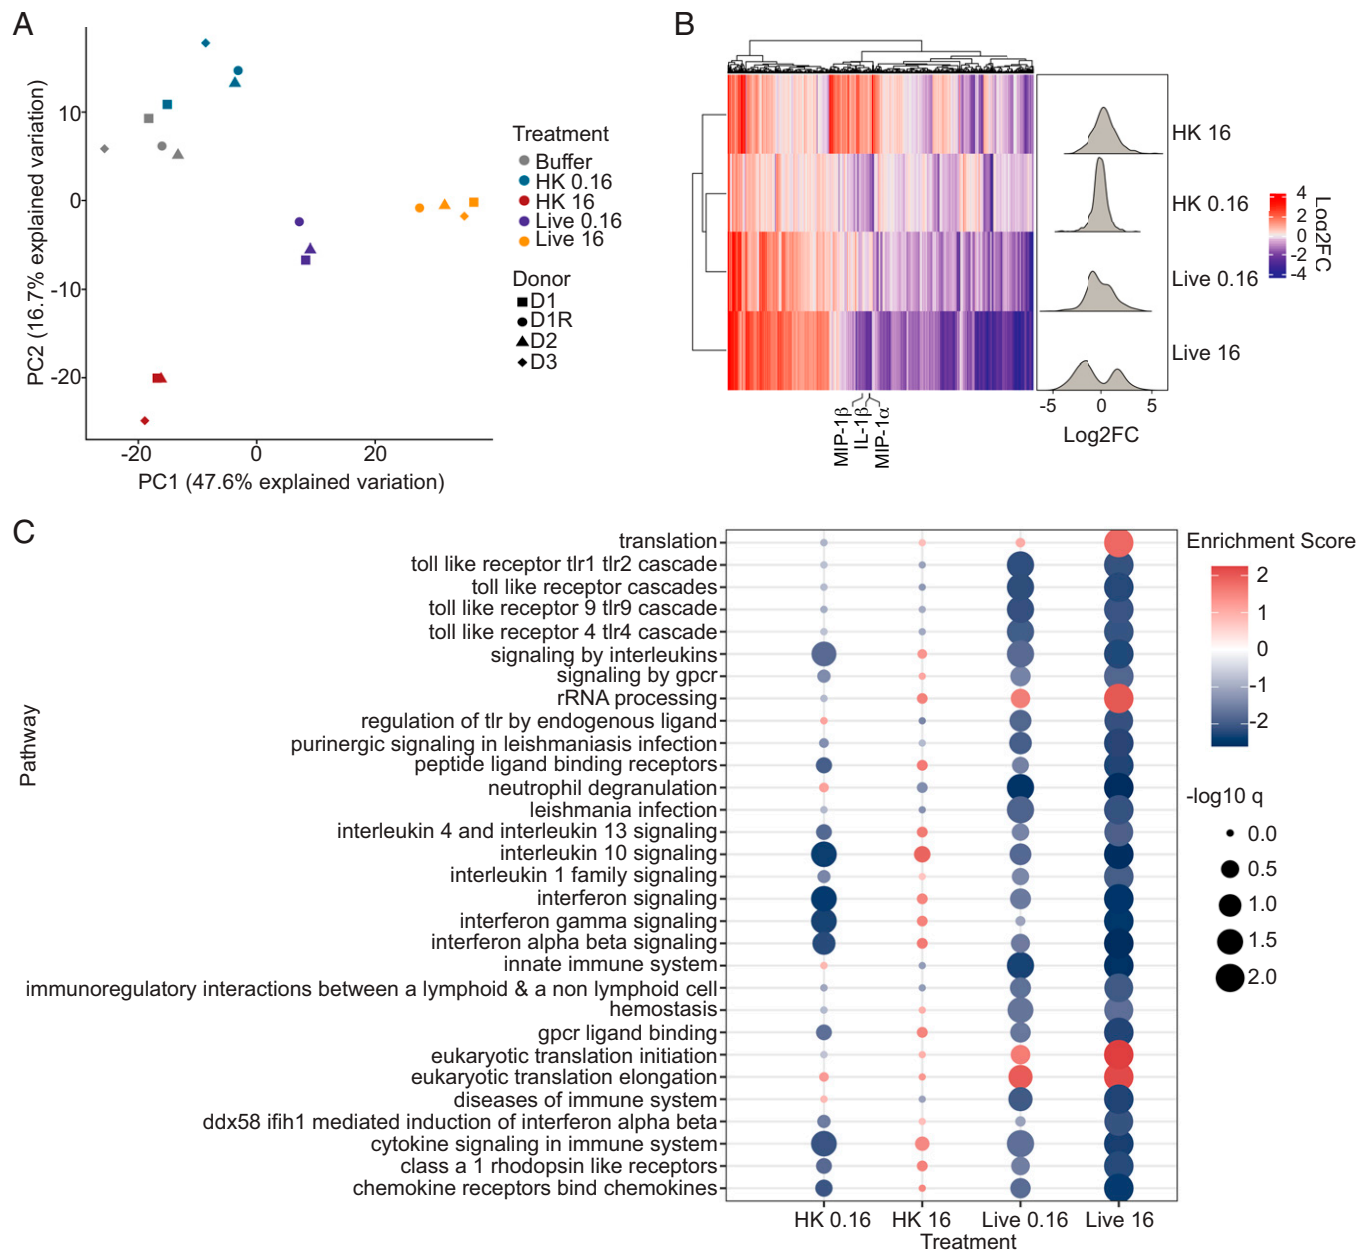 A
PC2 (16.7% explained variation)
10
0
-10
-20
-20
0
20
PC1 (47.6% explained variation)
Treatment
Buffer
HK 0.16
HK 16
Live 0.16
Live 16
Donor
D1
D1R
D2
D3
B
HK 16
HK 0.16
Live 0.16
Live 16
4
2
0
-2
-4
Log2FC
MIP-1β
IL-1β
MIP-1α
-5
0
5
Log2FC
C
Pathway
translation
toll like receptor tlr1 tlr2 cascade
toll like receptor cascades
toll like receptor 9 tlr9 cascade
toll like receptor 4 tlr4 cascade
signaling by interleukins
signaling by gpcr
rRNA processing
regulation of tlr by endogenous ligand
purinergic signaling in leishmaniasis infection
peptide ligand binding receptors
neutrophil degranulation
leishmania infection
interleukin 4 and interleukin 13 signaling
interleukin 10 signaling
interleukin 1 family signaling
interferon signaling
interferon gamma signaling
interferon alpha beta signaling
innate immune system
immunoregulatory interactions between a lymphoid & a non lymphoid cell
hemostasis
gpcr ligand binding
eukaryotic translation initiation
eukaryotic translation elongation
diseases of immune system
ddx58 ifih1 mediated induction of interferon alpha beta
cytokine signaling in immune system
class a 1 rhodopsin like receptors
chemokine receptors bind chemokines
HK 0.16
HK 16
Live 0.16
Live 16
Treatment
Enrichment Score
2
1
0
-1
-2
-log10 q
0.0
0.5
1.0
1.5
2.0